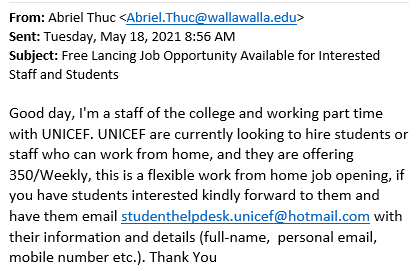 From: Abriel Thuc <Abriel.Thuc@wallawalla.edu>
Sent: Tuesday, May 18, 2021 8:56 AM
Subject: Free Lancing Job Opportunity Available for Interested
Staff and Students
Good day, I'm a staff of the college and working part time
with UNICEF. UNICEF are currently looking to hire students or
staff who can work from home, and they are offering
350/Weekly, this is a flexible work from home job opening, if
you have students interested kindly forward to them and
have them email studenthelpdesk.unicef@hotmail.com with
their information and details (full-name,  personal email,
mobile number etc.). Thank You